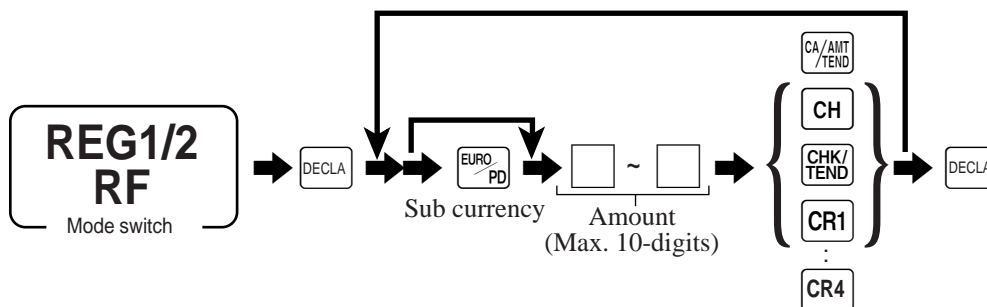 REG1/2
RF
Mode switch
DECLA
EURO/PD
Sub currency
~
Amount
(Max. 10-digits)
CA/AMT
TEND
CH
CHK/
TEND
CR1
:
CR4
DECLA